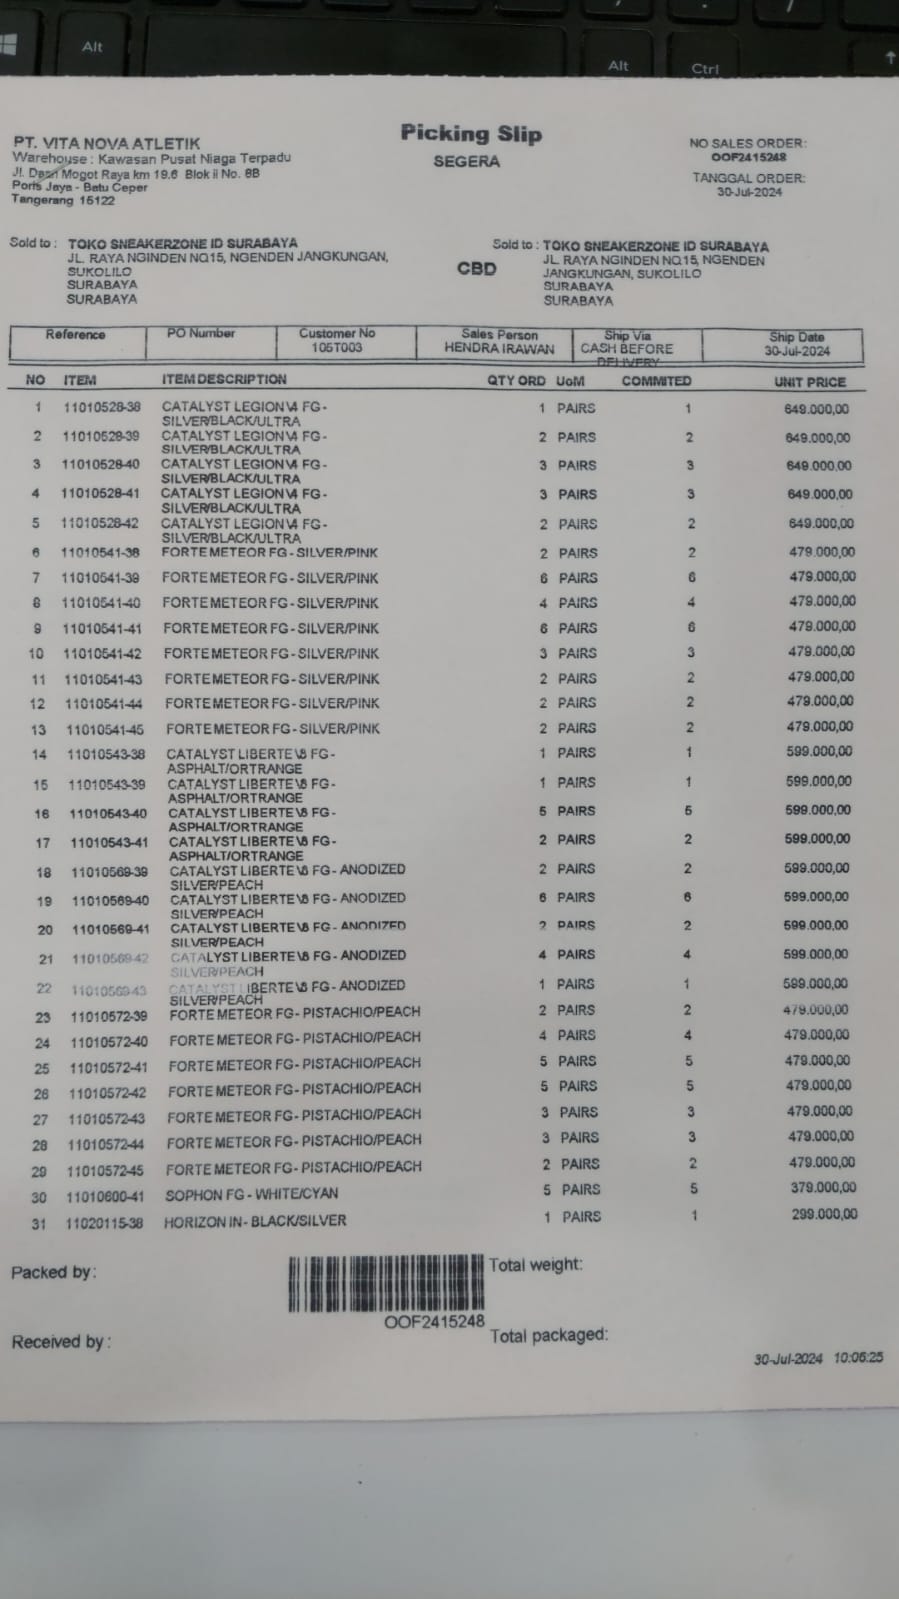 Alt
Alt
Ctrl
PT. VITA NOVA ATLETIK
Warehouse : Kawasan Pusat Niaga Terpadu
Jl. Daan Mogot Raya km 19.6 Blok iI No. 8B
Poris Jaya - Batu Ceper
Tangerang 15122
Picking Slip
SEGERA
NO SALES ORDER:
OOF2415248
TANGGAL ORDER:
30-Jul-2024
Sold to : TOKO SNEAKERZONE ID SURABAYA
JL. RAYA NGINDEN NO.15, NGENDEN JANGKUNGAN,
SUKOLILO
SURABAYA
SURABAYA
CBD
Sold to : TOKO SNEAKERZONE ID SURABAYA
JL. RAYA NGINDEN NO.15, NGENDEN
JANGKUNGAN, SUKOLILO
SURABAYA
SURABAYA
Reference PO Number Customer No Sales Person Ship Via Ship Date
105T003 HENDRA IRAWAN CASH BEFORE 30-Jul-2024
DELIVERY
NO ITEM ITEM DESCRIPTION QTY ORD UoM COMMITED UNIT PRICE
1 11010528-38 CATALYST LEGION V4 FG- 1 PAIRS 1 649.000,00
SILVER/BLACK/ULTRA
2 11010528-39 CATALYST LEGION V4 FG- 2 PAIRS 2 649.000,00
SILVER/BLACK/ULTRA
3 11010528-40 CATALYST LEGION V4 FG- 3 PAIRS 3 649.000,00
SILVER/BLACK/ULTRA
4 11010528-41 CATALYST LEGION V4 FG- 3 PAIRS 3 649.000,00
SILVER/BLACK/ULTRA
5 11010528-42 CATALYST LEGION V4 FG- 2 PAIRS 2 649.000,00
SILVER/BLACK/ULTRA
6 11010541-38 FORTE METEOR FG - SILVER/PINK 2 PAIRS 2 479.000,00
7 11010541-39 FORTE METEOR FG - SILVER/PINK 6 PAIRS 6 479.000,00
8 11010541-40 FORTE METEOR FG - SILVER/PINK 4 PAIRS 4 479.000,00
9 11010541-41 FORTE METEOR FG - SILVER/PINK 6 PAIRS 6 479.000,00
10 11010541-42 FORTE METEOR FG - SILVER/PINK 3 PAIRS 3 479.000,00
11 11010541-43 FORTE METEOR FG - SILVER/PINK 2 PAIRS 2 479.000,00
12 11010541-44 FORTE METEOR FG - SILVER/PINK 2 PAIRS 2 479.000,00
13 11010541-45 FORTE METEOR FG - SILVER/PINK 2 PAIRS 2 479.000,00
14 11010543-38 CATALYST LIBERTE FG- 1 PAIRS 1 599.000,00
ASPHALT/ORTRANGE
15 11010543-39 CATALYST LIBERTE FG- 1 PAIRS 1 599.000,00
ASPHALT/ORTRANGE
16 11010543-40 CATALYST LIBERTE FG- 5 PAIRS 5 599.000,00
ASPHALT/ORTRANGE
17 11010543-41 CATALYST LIBERTE FG- 2 PAIRS 2 599.000,00
ASPHALT/ORTRANGE
18 11010569-39 CATALYST LIBERTE FG - ANODIZED 2 PAIRS 2 599.000,00
SILVER/PEACH
19 11010569-40 CATALYST LIBERTE FG - ANODIZED 6 PAIRS 6 599.000,00
SILVER/PEACH
20 11010569-41 CATALYST LIBERTE FG - ANODIZED 2 PAIRS 2 599.000,00
SILVER/PEACH
21 11010569-42 CATALYST LIBERTE FG - ANODIZED 4 PAIRS 4 599.000,00
SILVER/PEACH
22 11010569-43 CATALYST LIBERTE FG - ANODIZED 1 PAIRS 1 599.000,00
SILVER/PEACH
23 11010572-39 FORTE METEOR FG - PISTACHIO/PEACH 2 PAIRS 2 479.000,00
24 11010572-40 FORTE METEOR FG - PISTACHIO/PEACH 4 PAIRS 4 479.000,00
25 11010572-41 FORTE METEOR FG - PISTACHIO/PEACH 5 PAIRS 5 479.000,00
26 11010572-42 FORTE METEOR FG - PISTACHIO/PEACH 5 PAIRS 5 479.000,00
27 11010572-43 FORTE METEOR FG - PISTACHIO/PEACH 3 PAIRS 3 479.000,00
28 11010572-44 FORTE METEOR FG - PISTACHIO/PEACH 3 PAIRS 3 479.000,00
29 11010572-45 FORTE METEOR FG - PISTACHIO/PEACH 2 PAIRS 2 479.000,00
30 11010600-41 SOPHON FG - WHITE/CYAN 5 PAIRS 5 379.000,00
31 11020115-38 HORIZON IN - BLACK/SILVER 1 PAIRS 1 299.000,00
Packed by:
Total weight:
OOF2415248
Received by :
Total packaged:
30-Jul-2024 10:06:25